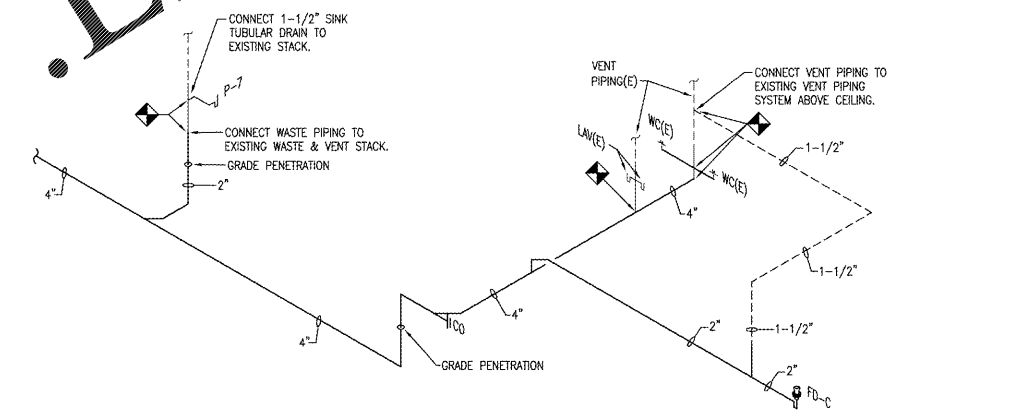 CONNECT 1-1/2" SINK
TUBULAR DRAIN TO
EXISTING STACK.
P-7
CONNECT WASTE PIPING TO
EXISTING WASTE & VENT STACK.
GRADE PENETRATION
2"
4"
4"
VENT
PIPING(E)
CONNECT VENT PIPING TO
EXISTING VENT PIPING
SYSTEM ABOVE CEILING.
LAV(E)
WC(E)
WC(E)
1-1/2"
4"
1-1/2"
4"
CO
GRADE PENETRATION
2"
1-1/2"
2"
FD-C